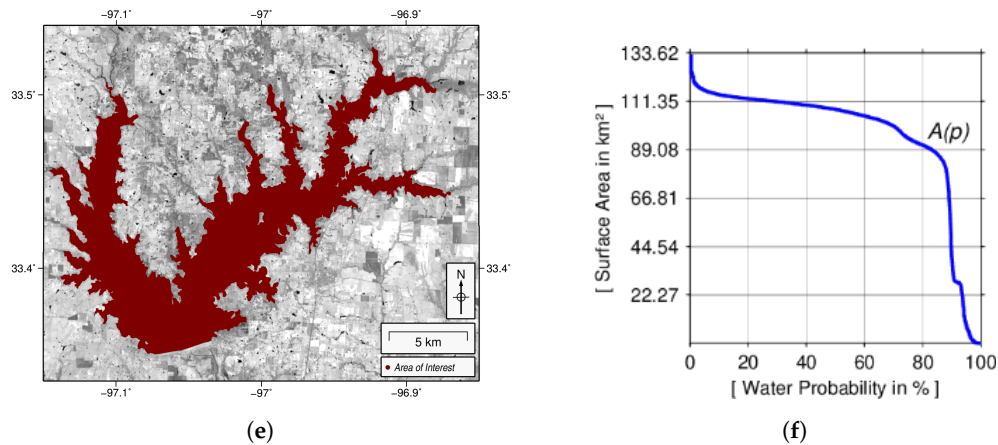 -97.1° -97° -96.9°
33.5° 33.5°
33.4° 33.4°
N
5 km
Area of Interest
-97.1° -97° -96.9°
(e)
133.62
111.35
89.08
66.81
44.54
22.27
[ Surface Area in km² ]
A(p)
0 20 40 60 80 100
[ Water Probability in % ]
(f)